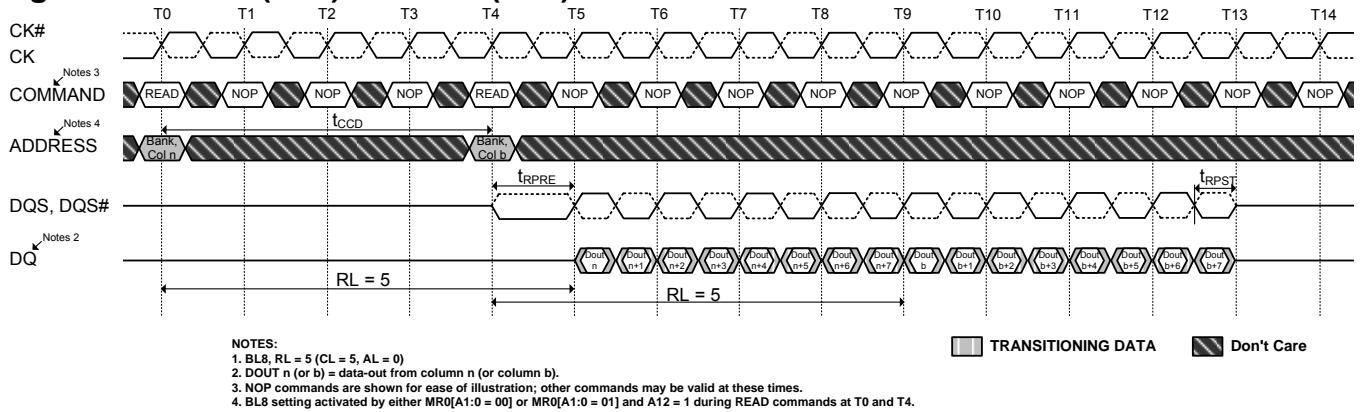 T0 T1 T2 T3 T4 T5 T6 T7 T8 T9 T10 T11 T12 T13 T14
CK#
CK
Notes 3
COMMAND
READ NOP NOP NOP READ NOP NOP NOP NOP NOP NOP NOP NOP NOP NOP
Notes 4
tCCD
ADDRESS
Bank, Col n
Bank, Col b
tRPRE
tRPST
DQS, DQS#
Notes 2
DQ
Dout n
Dout n+1
Dout n+2
Dout n+3
Dout n+4
Dout n+5
Dout n+6
Dout n+7
Dout b
Dout b+1
Dout b+2
Dout b+3
Dout b+4
Dout b+5
Dout b+6
Dout b+7
RL = 5
RL = 5
NOTES:
1. BL8, RL = 5 (CL = 5, AL = 0)
2. DOUT n (or b) = data-out from column n (or column b).
3. NOP commands are shown for ease of illustration; other commands may be valid at these times.
4. BL8 setting activated by either MR0[A1:0 = 00] or MR0[A1:0 = 01] and A12 = 1 during READ commands at T0 and T4.
TRANSITIONING DATA
Don't Care